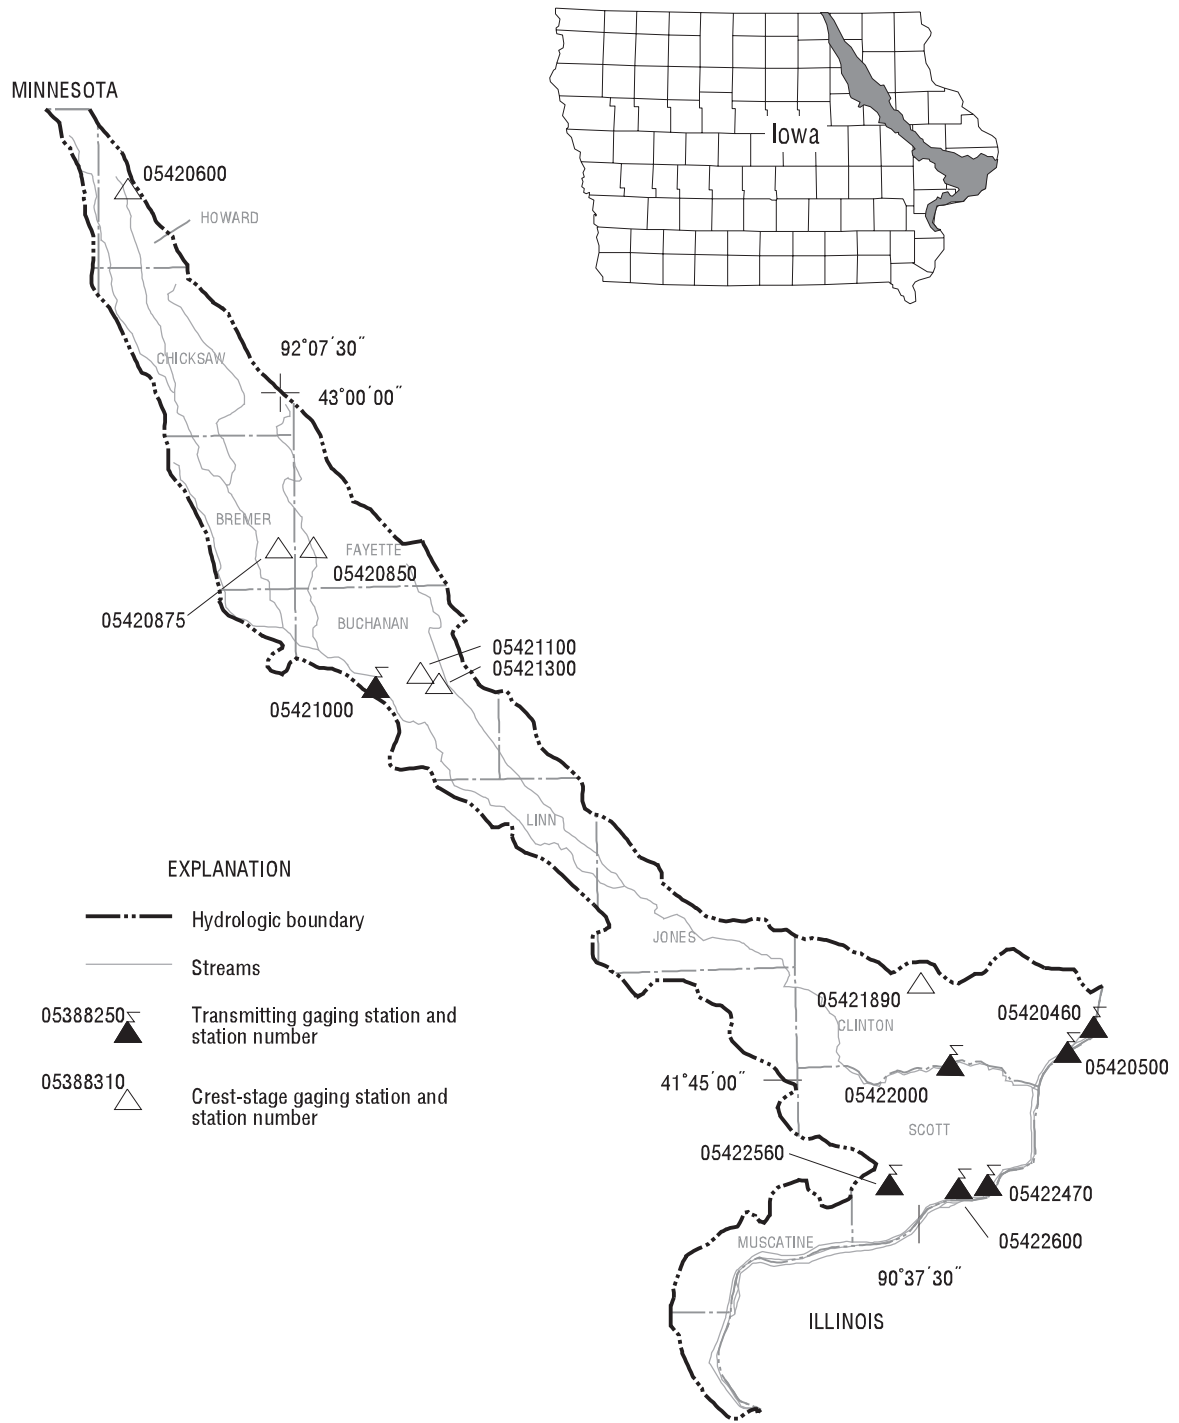 MINNESOTA
Iowa
05420600
HOWARD
92°07′30″
CHICKSAW
43°00′00″
BREMER
FAYETTE
05420850
05420875
BUCHANAN
05421100
05421300
05421000
LINN
EXPLANATION
Hydrologic boundary
Streams
05388250
Transmitting gaging station and
station number
05388310
Crest-stage gaging station and
station number
JONES
05421890
05420460
CLINTON
05420500
41°45′00″
05422000
SCOTT
05422560
05422470
05422600
MUSCATINE
90°37′30″
ILLINOIS